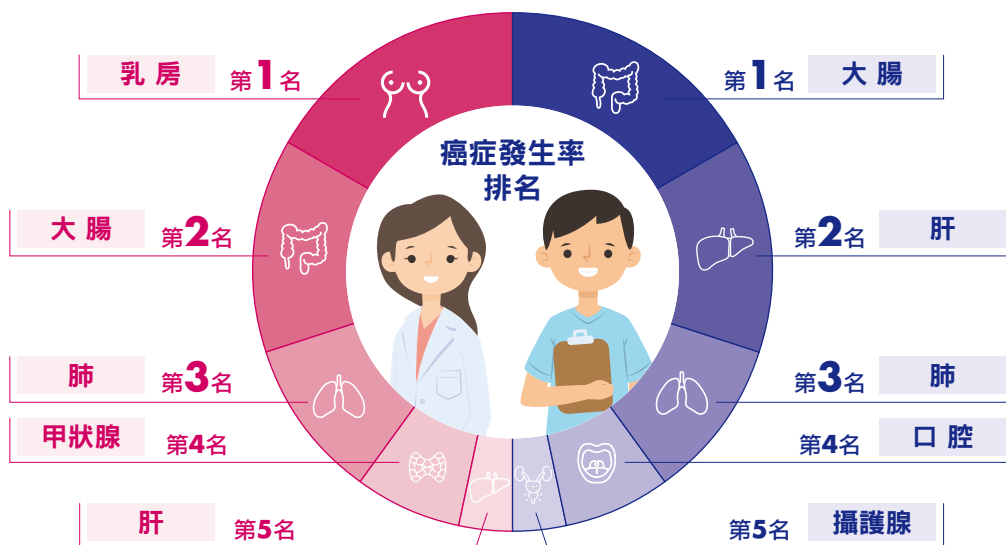 癌症發生率
排名
乳房 第1名
大腸 第2名
肺 第3名
甲狀腺 第4名
肝 第5名
第1名 大腸
第2名 肝
第3名 肺
第4名 口腔
第5名 攝護腺